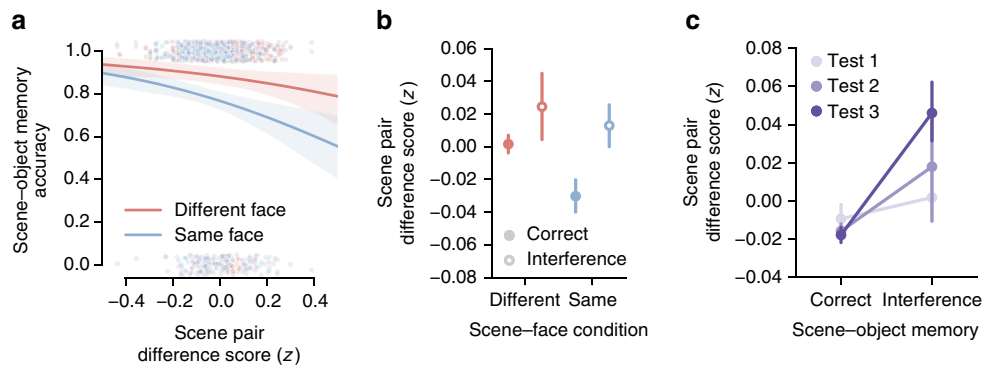 a
Scene–object memory
accuracy
1.0
0.8
0.6
0.4
0.2
0.0
Different face
Same face
–0.4 –0.2 0.0 0.2 0.4
Scene pair
difference score (z)
b
Scene pair
difference score (z)
0.06
0.04
0.02
0.00
–0.02
–0.04
–0.06
–0.08
Correct
Interference
Different Same
Scene–face condition
c
Scene pair
difference score (z)
0.08
0.06
0.04
0.02
0.00
–0.02
–0.04
Test 1
Test 2
Test 3
Correct Interference
Scene–object memory